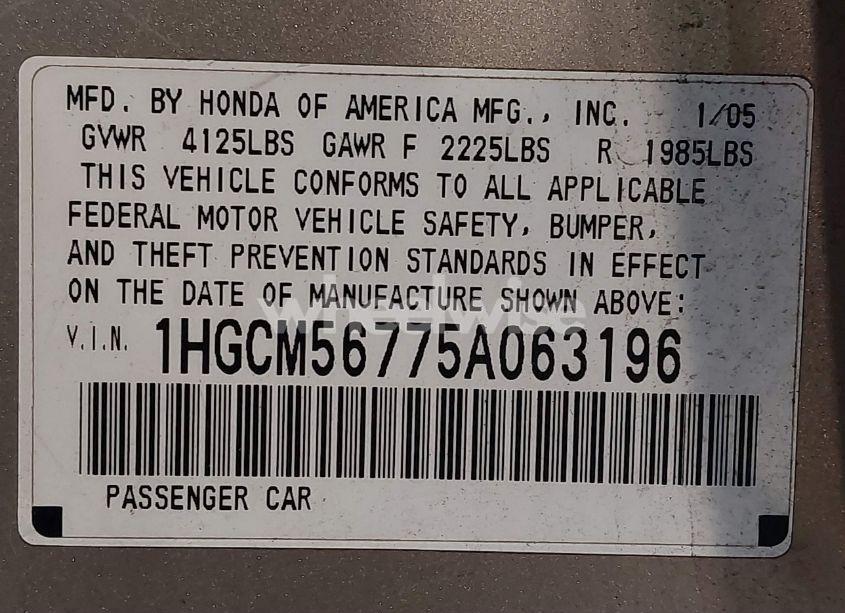 MFD. BY HONDA OF AMERICA MFG., INC. 1/05
GVWR 4125LBS GAWR F 2225LBS R 1985LBS
THIS VEHICLE CONFORMS TO ALL APPLICABLE
FEDERAL MOTOR VEHICLE SAFETY, BUMPER,
AND THEFT PREVENTION STANDARDS IN EFFECT
ON THE DATE OF MANUFACTURE SHOWN ABOVE:
wheelwise
V.I.N. 1HGCM56775A063196
PASSENGER CAR